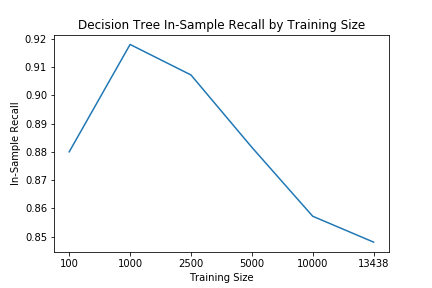 Decision Tree In-Sample Recall by Training Size
0.92
0.91
0.90
0.89
0.88
0.87
0.86
0.85
In-Sample Recall
100 1000 2500 5000 10000 13438
Training Size